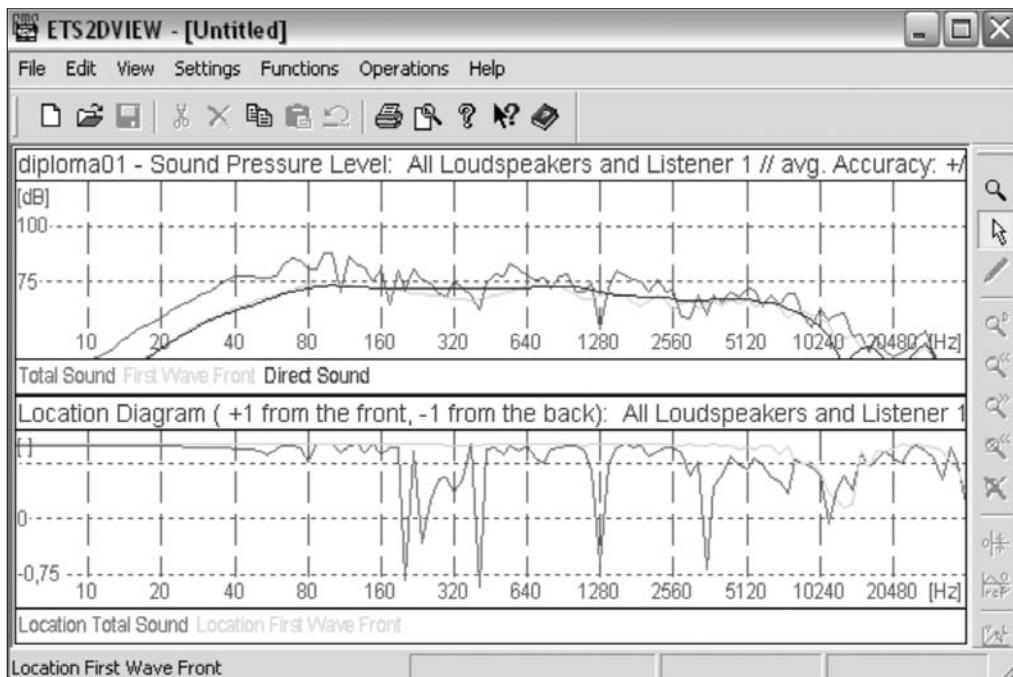 ETS2DVIEW - [Untitled]
File Edit View Settings Functions Operations Help
diploma01 - Sound Pressure Level: All Loudspeakers and Listener 1 // avg. Accuracy: +/
[dB]
100
75
10 20 40 80 160 320 640 1280 2560 5120 10240 20480 [Hz]
Total Sound First Wave Front Direct Sound
Location Diagram ( +1 from the front, -1 from the back): All Loudspeakers and Listener 1
[ ]
0
-0,75
10 20 40 80 160 320 640 1280 2560 5120 10240 20480 [Hz]
Location Total Sound Location First Wave Front
Location First Wave Front